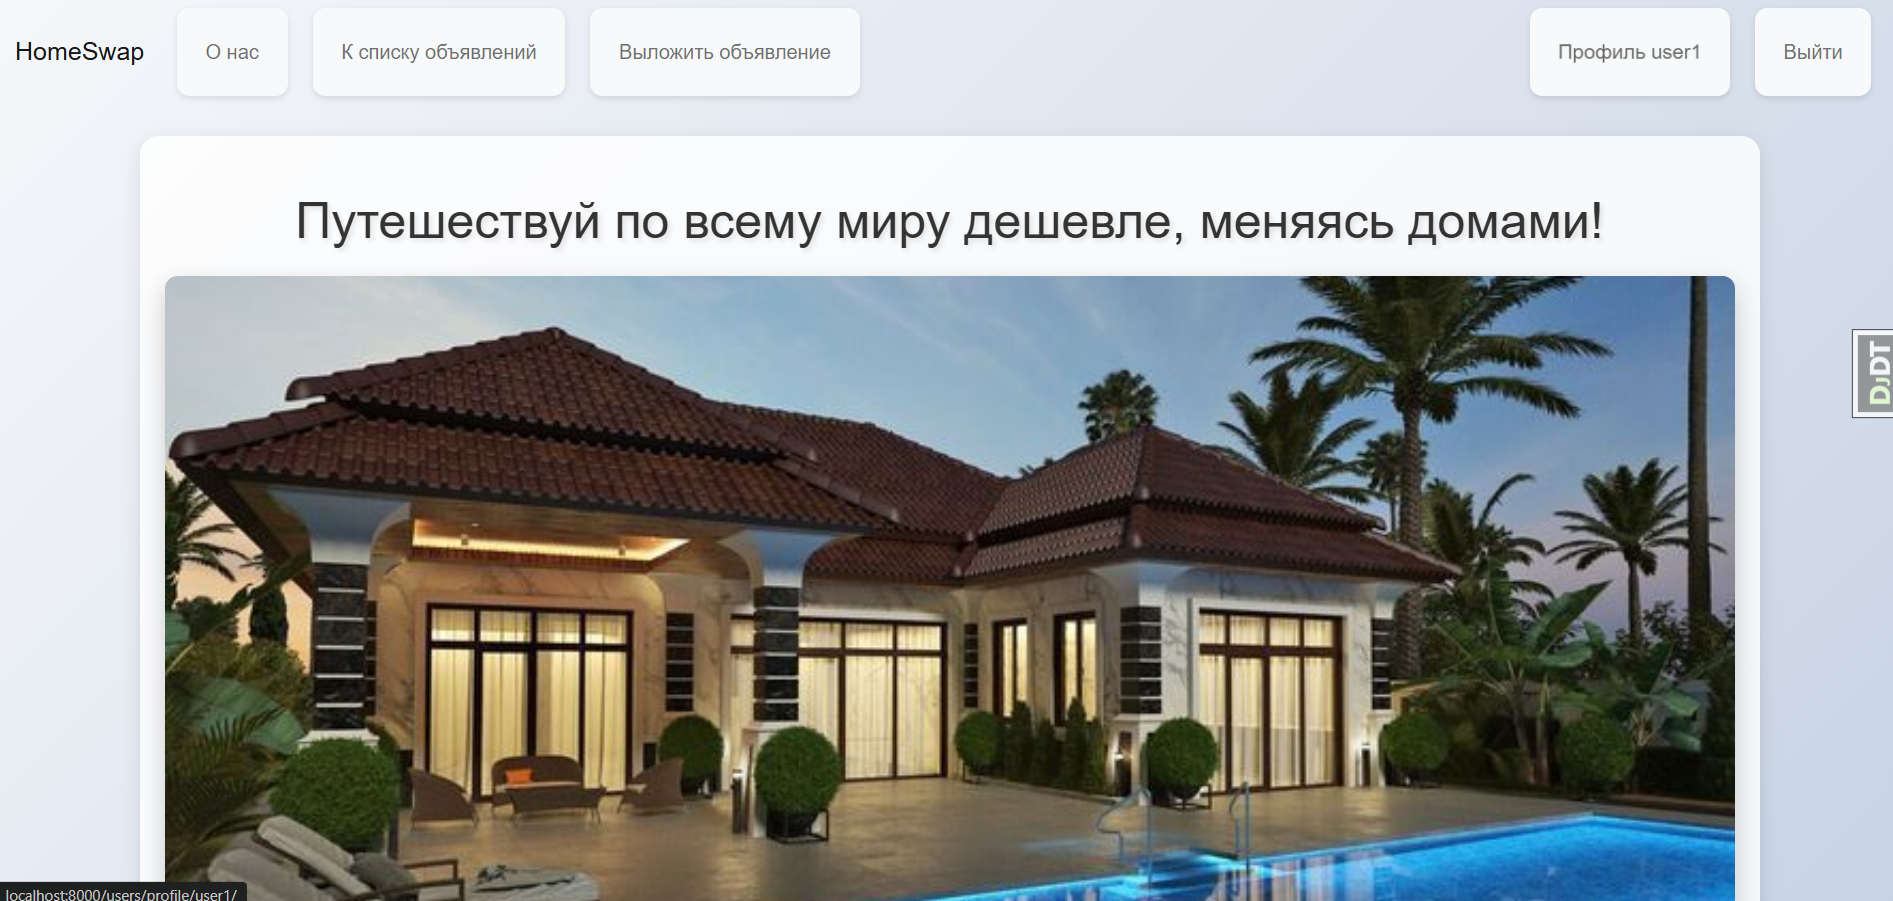 HomeSwap
О нас
К списку объявлений
Выложить объявление
Профиль user1
Выйти
Путешествуй по всему миру дешевле, меняясь домами!
DJDT
localhost:8000/users/profile/user1/